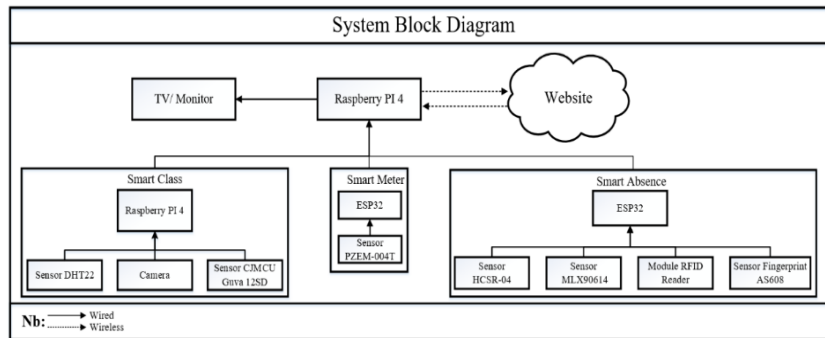 System Block Diagram
TV/ Monitor
Raspberry PI 4
Website
Smart Class
Raspberry PI 4
Sensor DHT22
Camera
Sensor CJMCU
Guva 12SD
Smart Meter
ESP32
Sensor
PZEM-004T
Smart Absence
ESP32
Sensor
HCSR-04
Sensor
MLX90614
Module RFID
Reader
Sensor Fingerprint
AS608
Nb:
Wired
Wireless